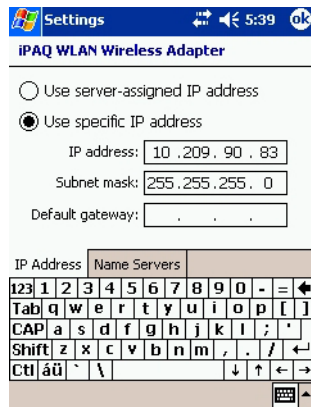 Settings 5:39 ok
iPAQ WLAN Wireless Adapter
Use server-assigned IP address
Use specific IP address
IP address: 10 .209. 90 . 83
Subnet mask: 255.255.255. 0
Default gateway: . . .
IP Address Name Servers
123 1 2 3 4 5 6 7 8 9 0 - =
Tab q w e r t y u i o p [ ]
CAP a s d f g h j k l ; '
Shift z x c v b n m , . /
Ctl áü ` \